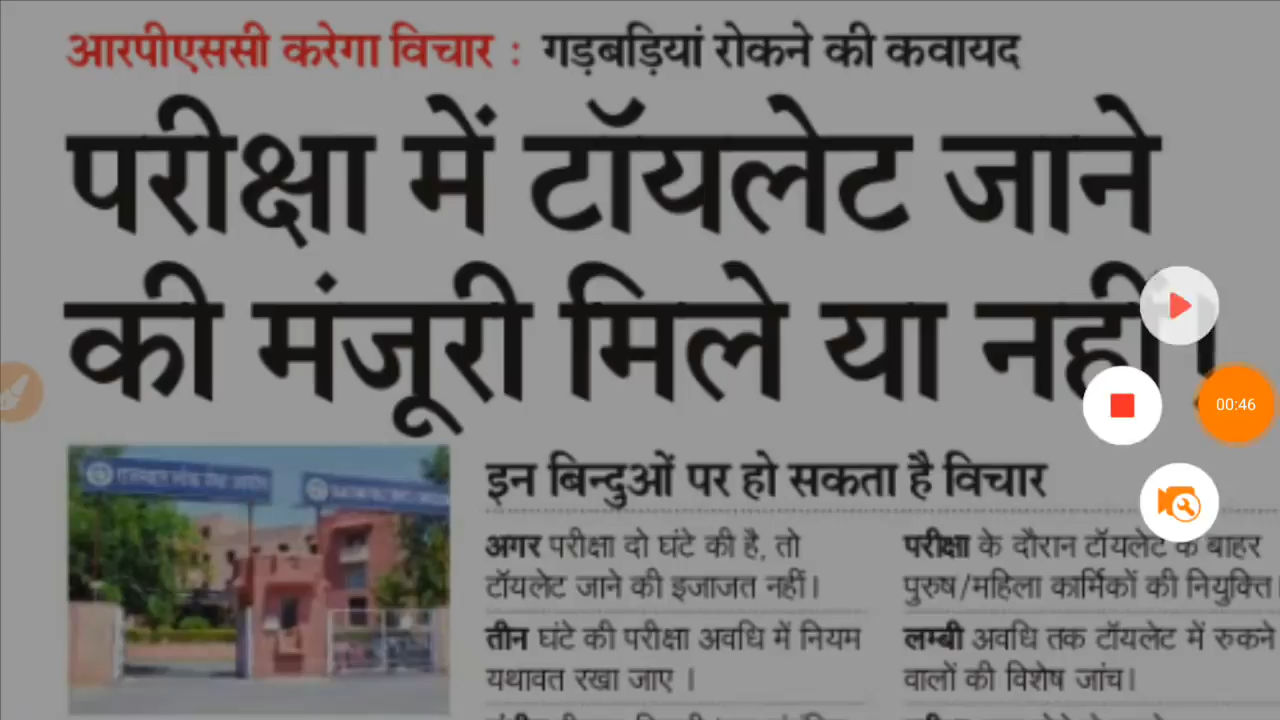 आरपीएससी करेगा विचार : गड़बड़ियां रोकने की कवायद
परीक्षा में टॉयलेट जाने
की मंजूरी मिले या नहीं!
00:46
इन बिन्दुओं पर हो सकता है विचार
अगर परीक्षा दो घंटे की है, तो
टॉयलेट जाने की इजाजत नहीं।
तीन घंटे की परीक्षा अवधि में नियम
यथावत रखा जाए ।
परीक्षा के दौरान टॉयलेट के बाहर
पुरुष/महिला कार्मिकों की नियुक्ति।
लम्बी अवधि तक टॉयलेट में रुकने
वालों की विशेष जांच।